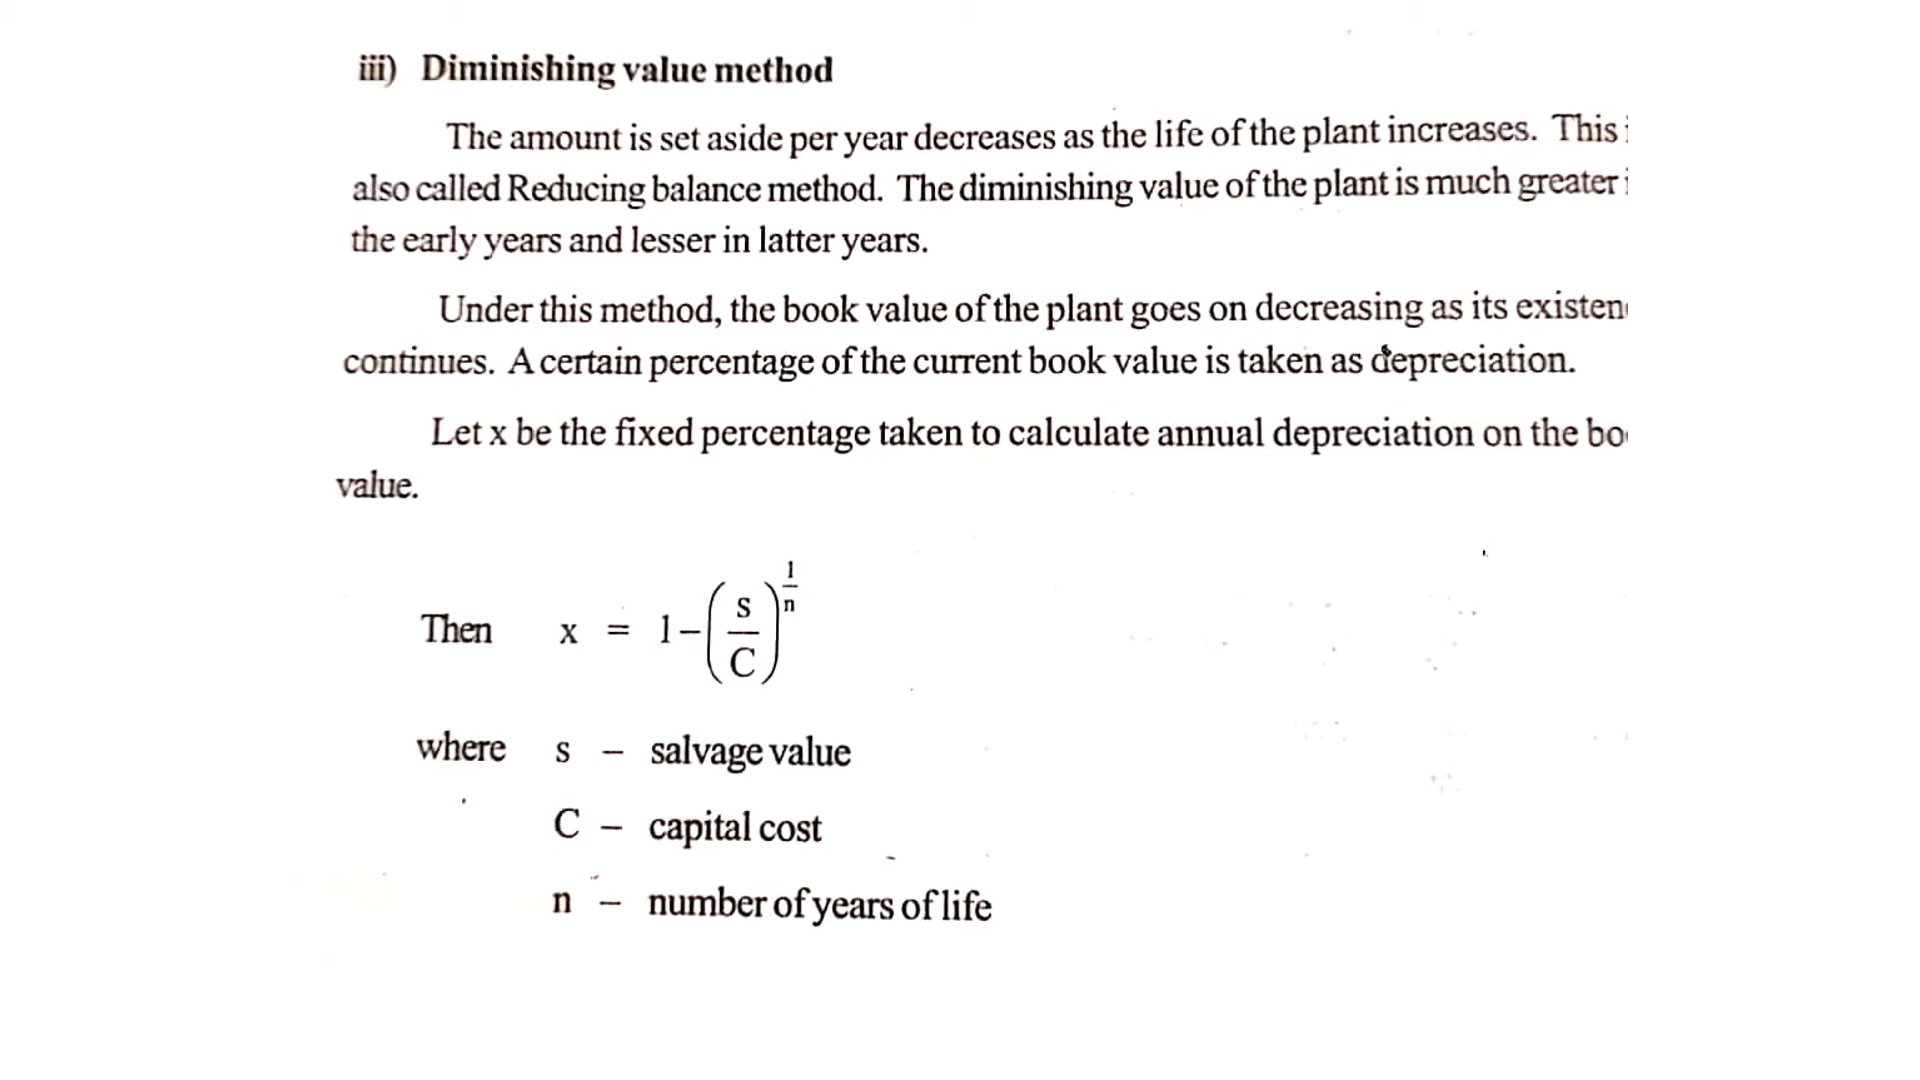 iii) Diminishing value method
The amount is set aside per year decreases as the life of the plant increases. This
also called Reducing balance method. The diminishing value of the plant is much greater
the early years and lesser in latter years.
Under this method, the book value of the plant goes on decreasing as its existen
continues. A certain percentage of the current book value is taken as depreciation.
Let x be the fixed percentage taken to calculate annual depreciation on the bo
value.
Then x = 1-(s/C)^(1/n)
where s – salvage value
C – capital cost
n – number of years of life